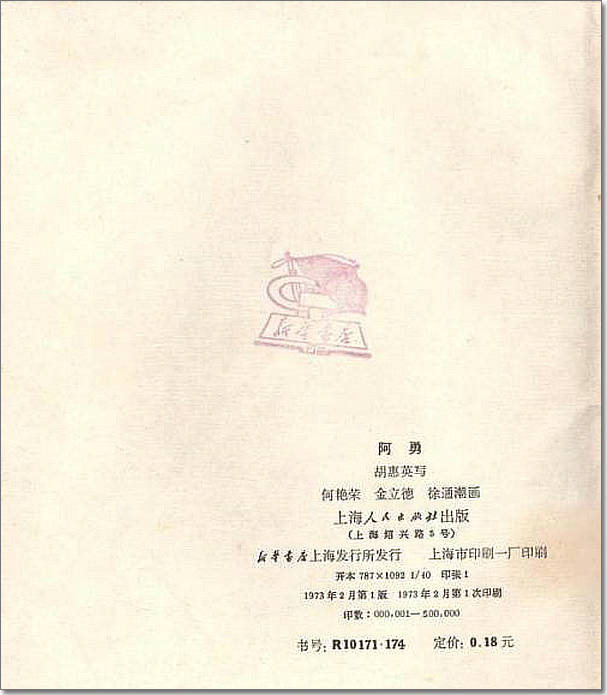 新华书店
阿勇
胡惠英写
何艳荣 金立德 徐通潮画
上海人民出版社出版
(上海绍兴路5号)
新华书店上海发行所发行 上海市印刷一厂印刷
开本 787×1092 1/40 印张1
1973年2月第1版 1973年2月第1次印刷
印数:000,001—500,000
书号:R10171·174 定价:0.18元